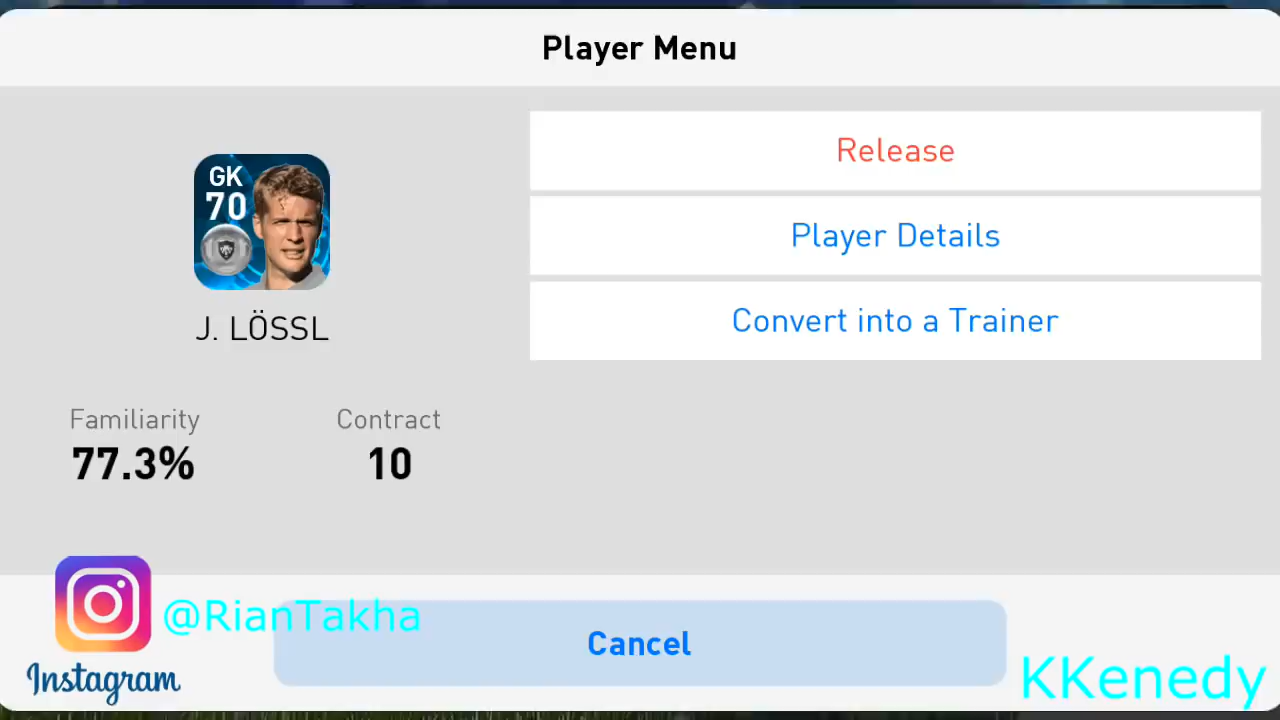 Player Menu
GK
70
J. LÖSSL
Familiarity
77.3%
Contract
10
Release
Player Details
Convert into a Trainer
Cancel
@RianTakha
Instagram
KKenedy